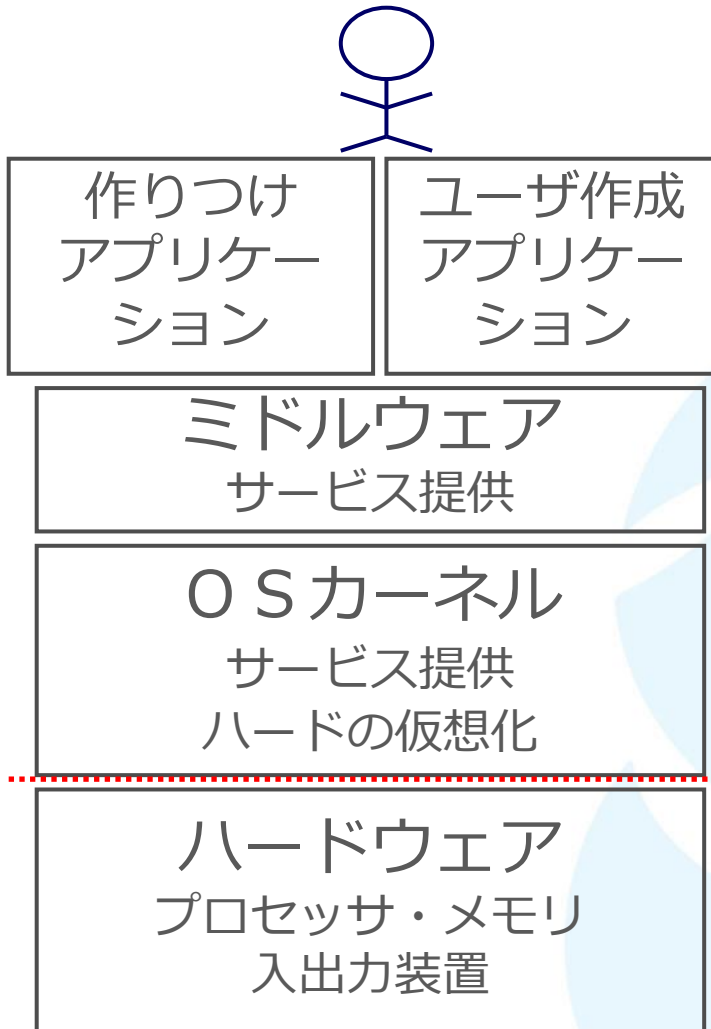 作りつけ
アプリケー
ション
ユーザ作成
アプリケー
ション
ミドルウェア
サービス提供
ＯＳカーネル
サービス提供
ハードの仮想化
ハードウェア
プロセッサ・メモリ
入出力装置